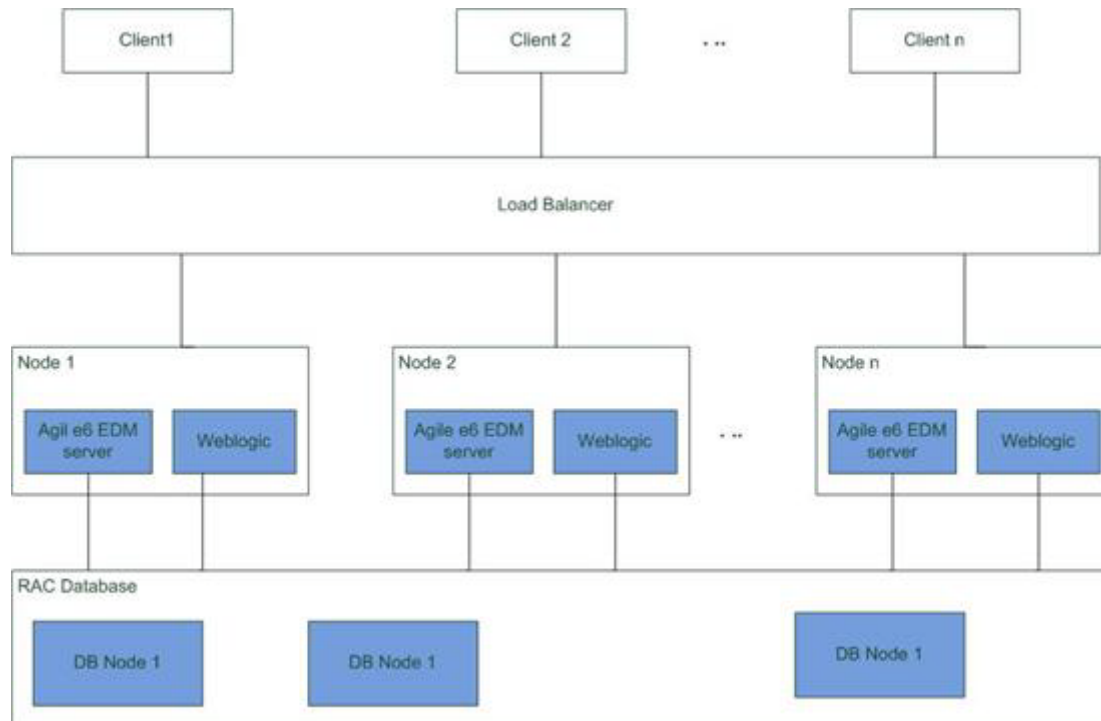 Client1
Client 2
. ..
Client n
Load Balancer
Node 1
Agil e6 EDM
server
Weblogic
Node 2
Agile e6 EDM
server
Weblogic
. ..
Node n
Agile e6 EDM
server
Weblogic
RAC Database
DB Node 1
DB Node 1
DB Node 1